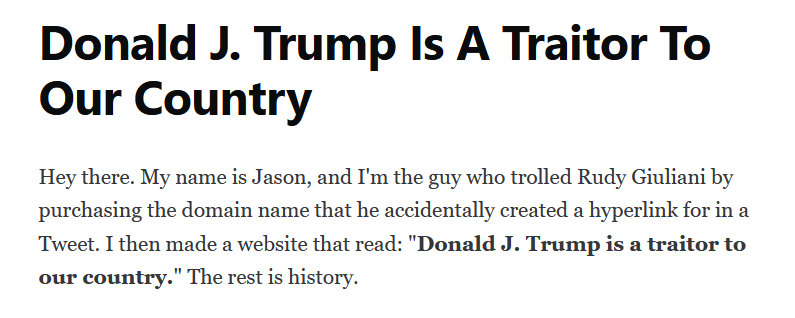 Donald J. Trump Is A Traitor To
Our Country
Hey there. My name is Jason, and I'm the guy who trolled Rudy Giuliani by
purchasing the domain name that he accidentally created a hyperlink for in a
Tweet. I then made a website that read: "Donald J. Trump is a traitor to
our country." The rest is history.